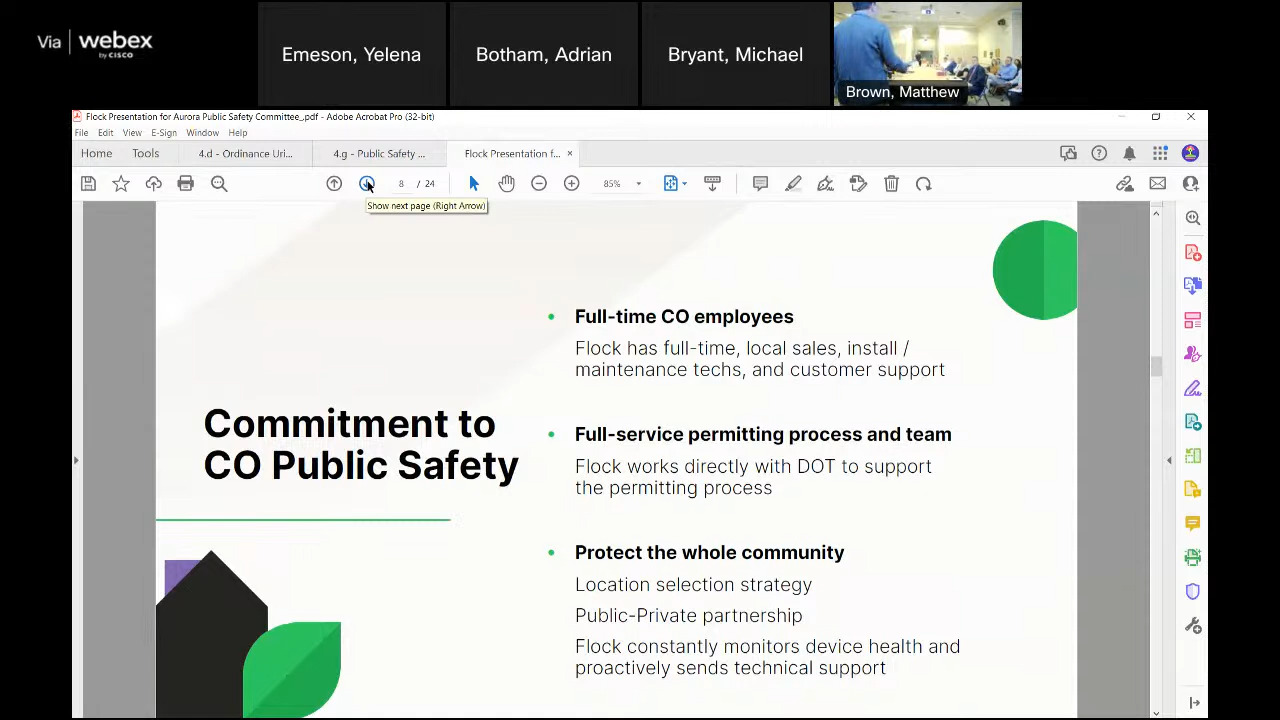 Via webex
by CISCO
Emeson, Yelena
Botham, Adrian
Bryant, Michael
Brown, Matthew
Flock Presentation for Aurora Public Safety Committee_.pdf - Adobe Acrobat Pro (32-bit)
File Edit View E-Sign Window Help
Home Tools 4.d - Ordinance Uri... 4.g - Public Safety ... Flock Presentation f... ×
8 / 24 85%
Show next page (Right Arrow)
Commitment to
CO Public Safety
• Full-time CO employees
Flock has full-time, local sales, install /
maintenance techs, and customer support
• Full-service permitting process and team
Flock works directly with DOT to support
the permitting process
• Protect the whole community
Location selection strategy
Public-Private partnership
Flock constantly monitors device health and
proactively sends technical support